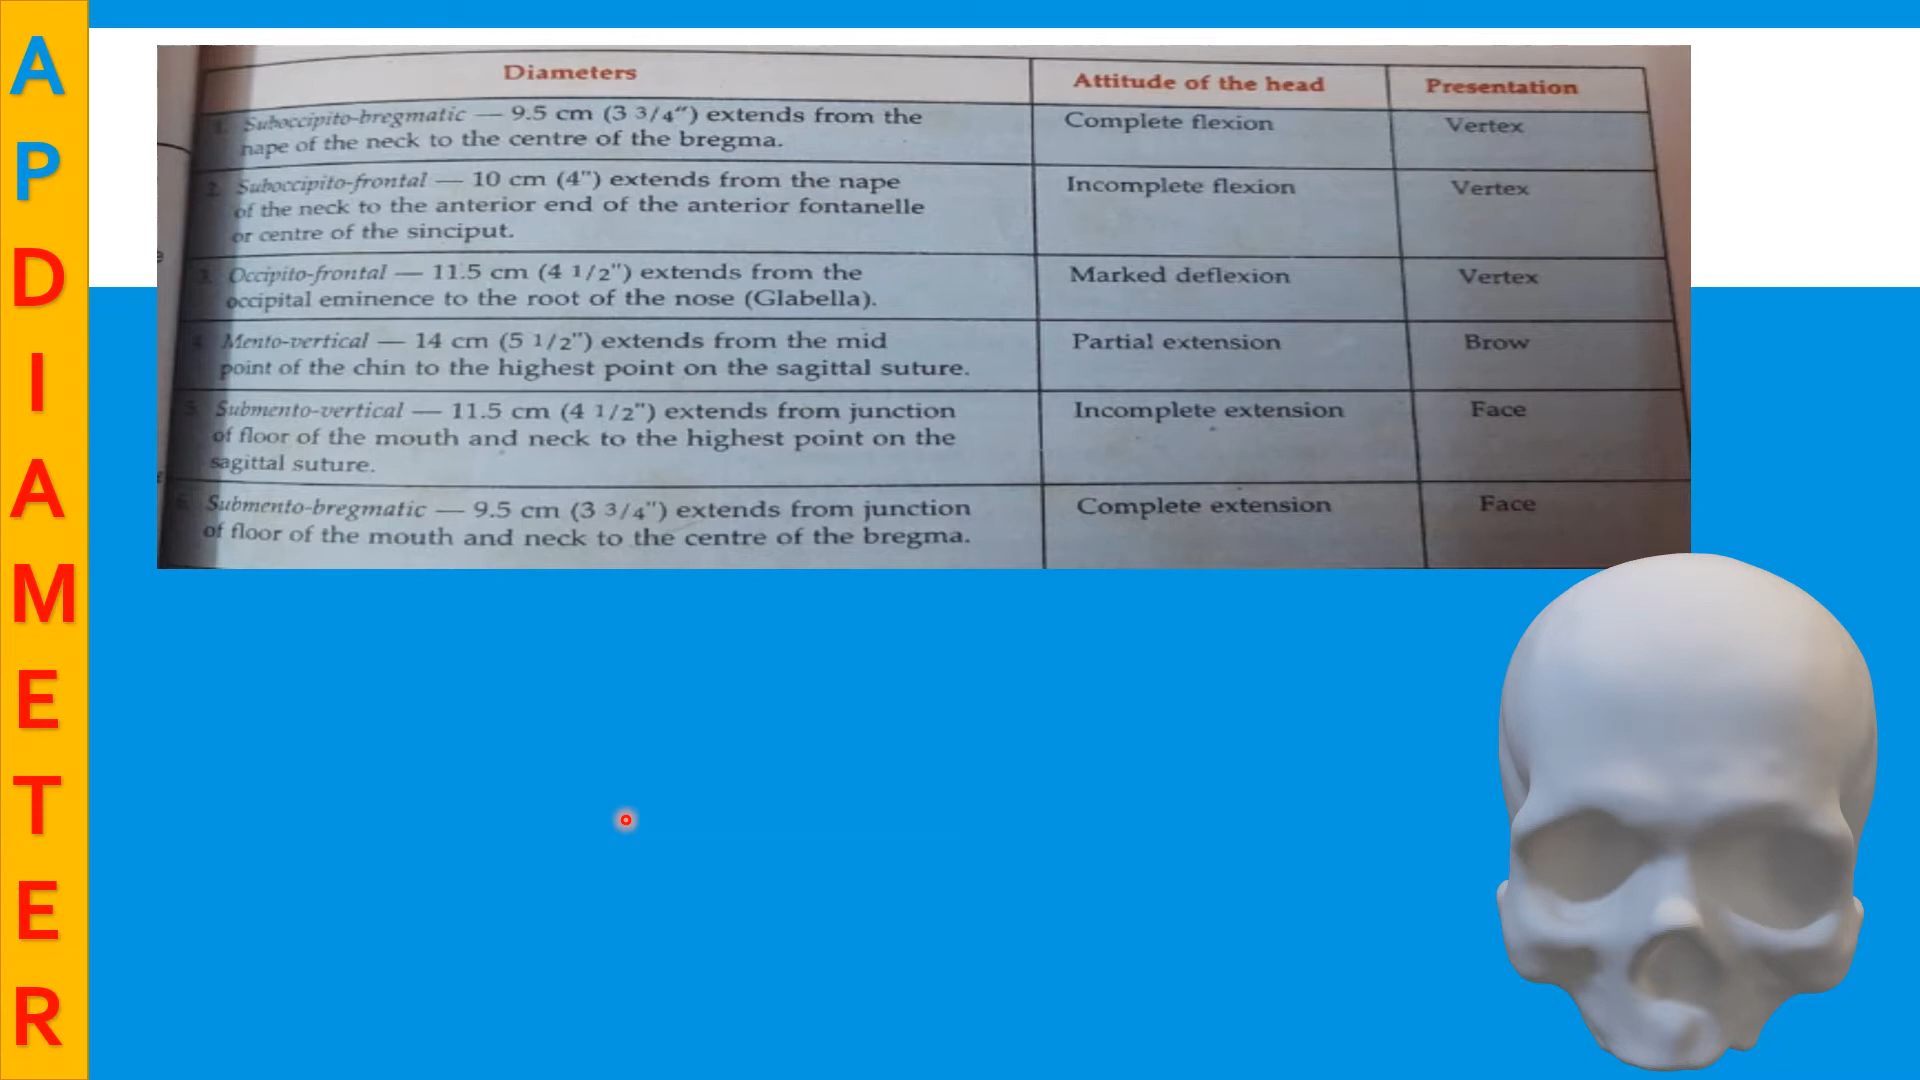 A
P
D
I
A
M
E
T
E
R
Diameters
Attitude of the head
Presentation
1. Suboccipito-bregmatic — 9.5 cm (3 3/4") extends from the
nape of the neck to the centre of the bregma.
Complete flexion
Vertex
2. Suboccipito-frontal — 10 cm (4") extends from the nape
of the neck to the anterior end of the anterior fontanelle
or centre of the sinciput.
Incomplete flexion
Vertex
3. Occipito-frontal — 11.5 cm (4 1/2") extends from the
occipital eminence to the root of the nose (Glabella).
Marked deflexion
Vertex
4. Mento-vertical — 14 cm (5 1/2") extends from the mid
point of the chin to the highest point on the sagittal suture.
Partial extension
Brow
5. Submento-vertical — 11.5 cm (4 1/2") extends from junction
of floor of the mouth and neck to the highest point on the
sagittal suture.
Incomplete extension
Face
6. Submento-bregmatic — 9.5 cm (3 3/4") extends from junction
of floor of the mouth and neck to the centre of the bregma.
Complete extension
Face